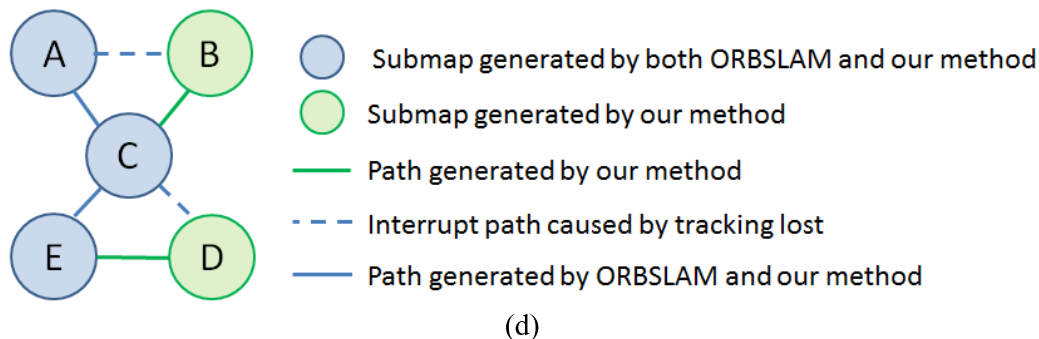 A
B
Submap generated by both ORBSLAM and our method
Submap generated by our method
C
Path generated by our method
Interrupt path caused by tracking lost
E
D
Path generated by ORBSLAM and our method
(d)